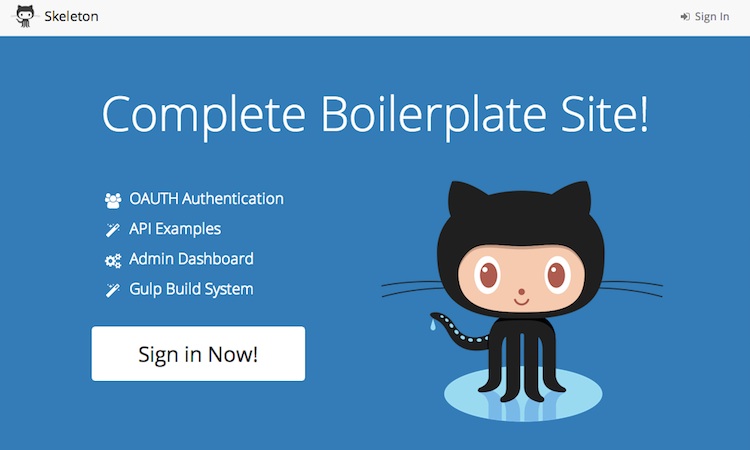 Skeleton
Sign In
Complete Boilerplate Site!
OAUTH Authentication
API Examples
Admin Dashboard
Gulp Build System
Sign in Now!